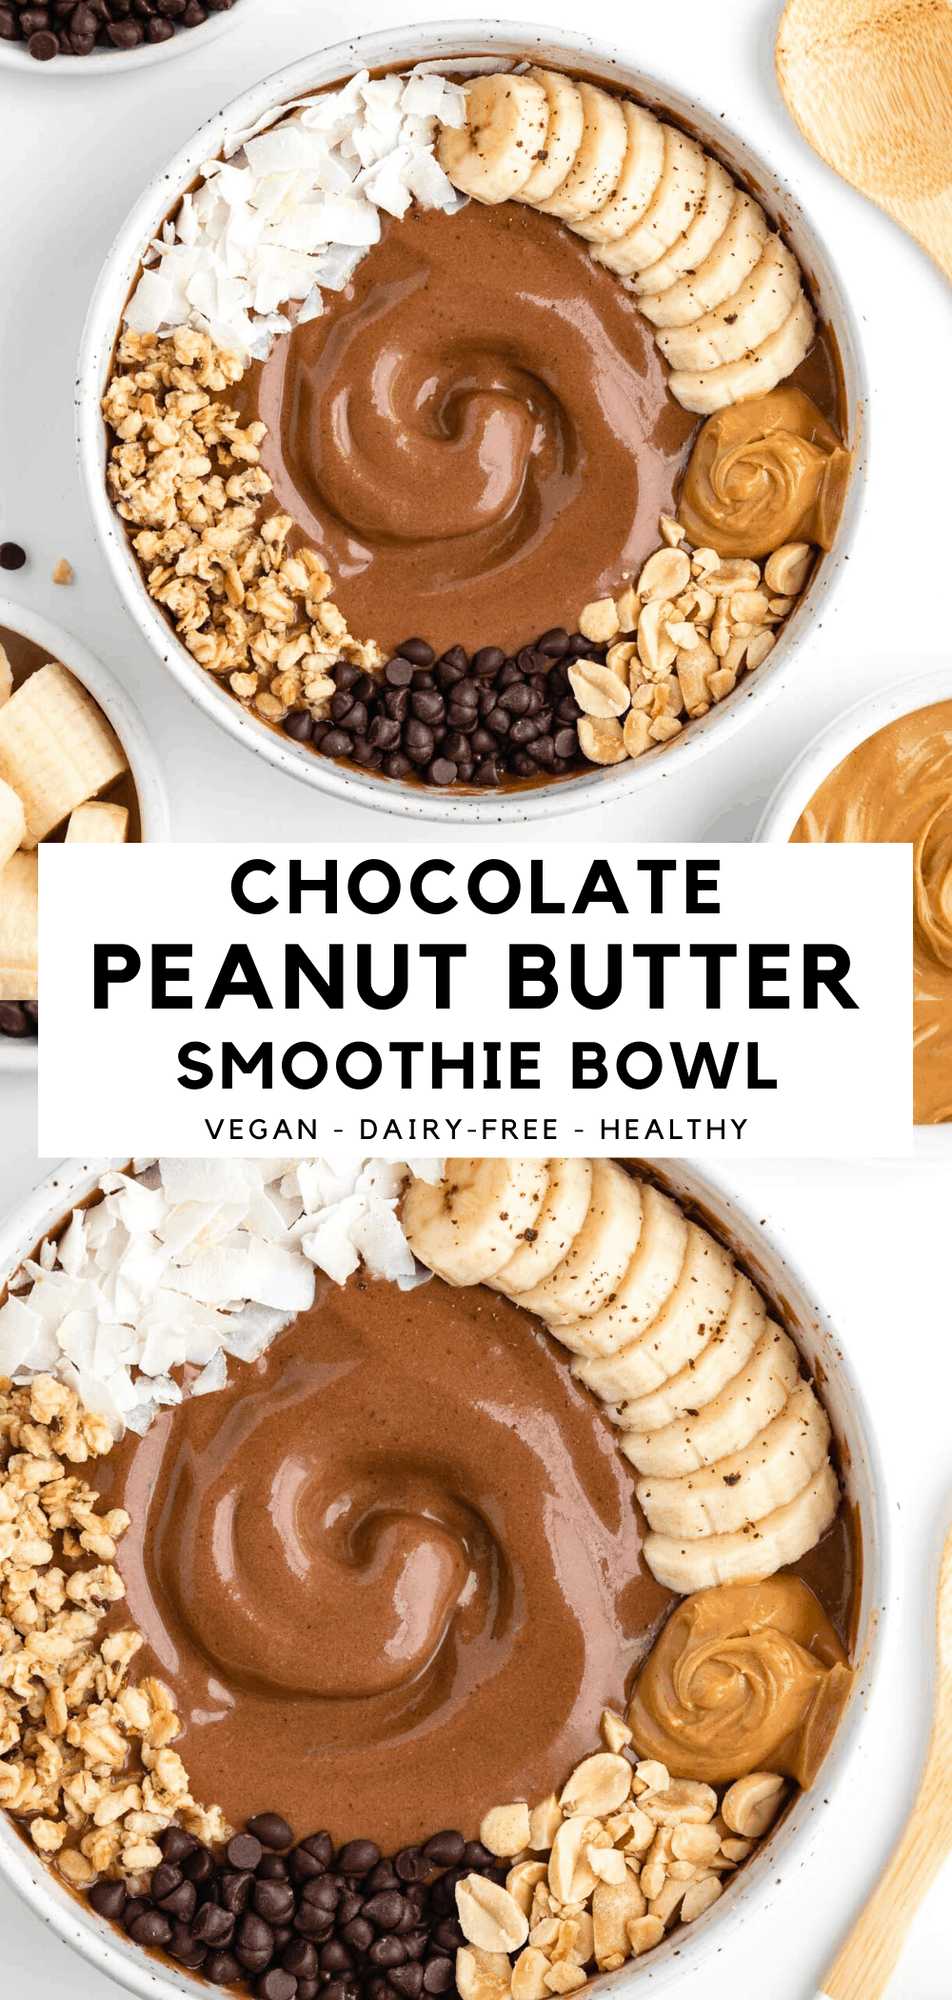 CHOCOLATE
PEANUT BUTTER
SMOOTHIE BOWL
VEGAN - DAIRY-FREE - HEALTHY